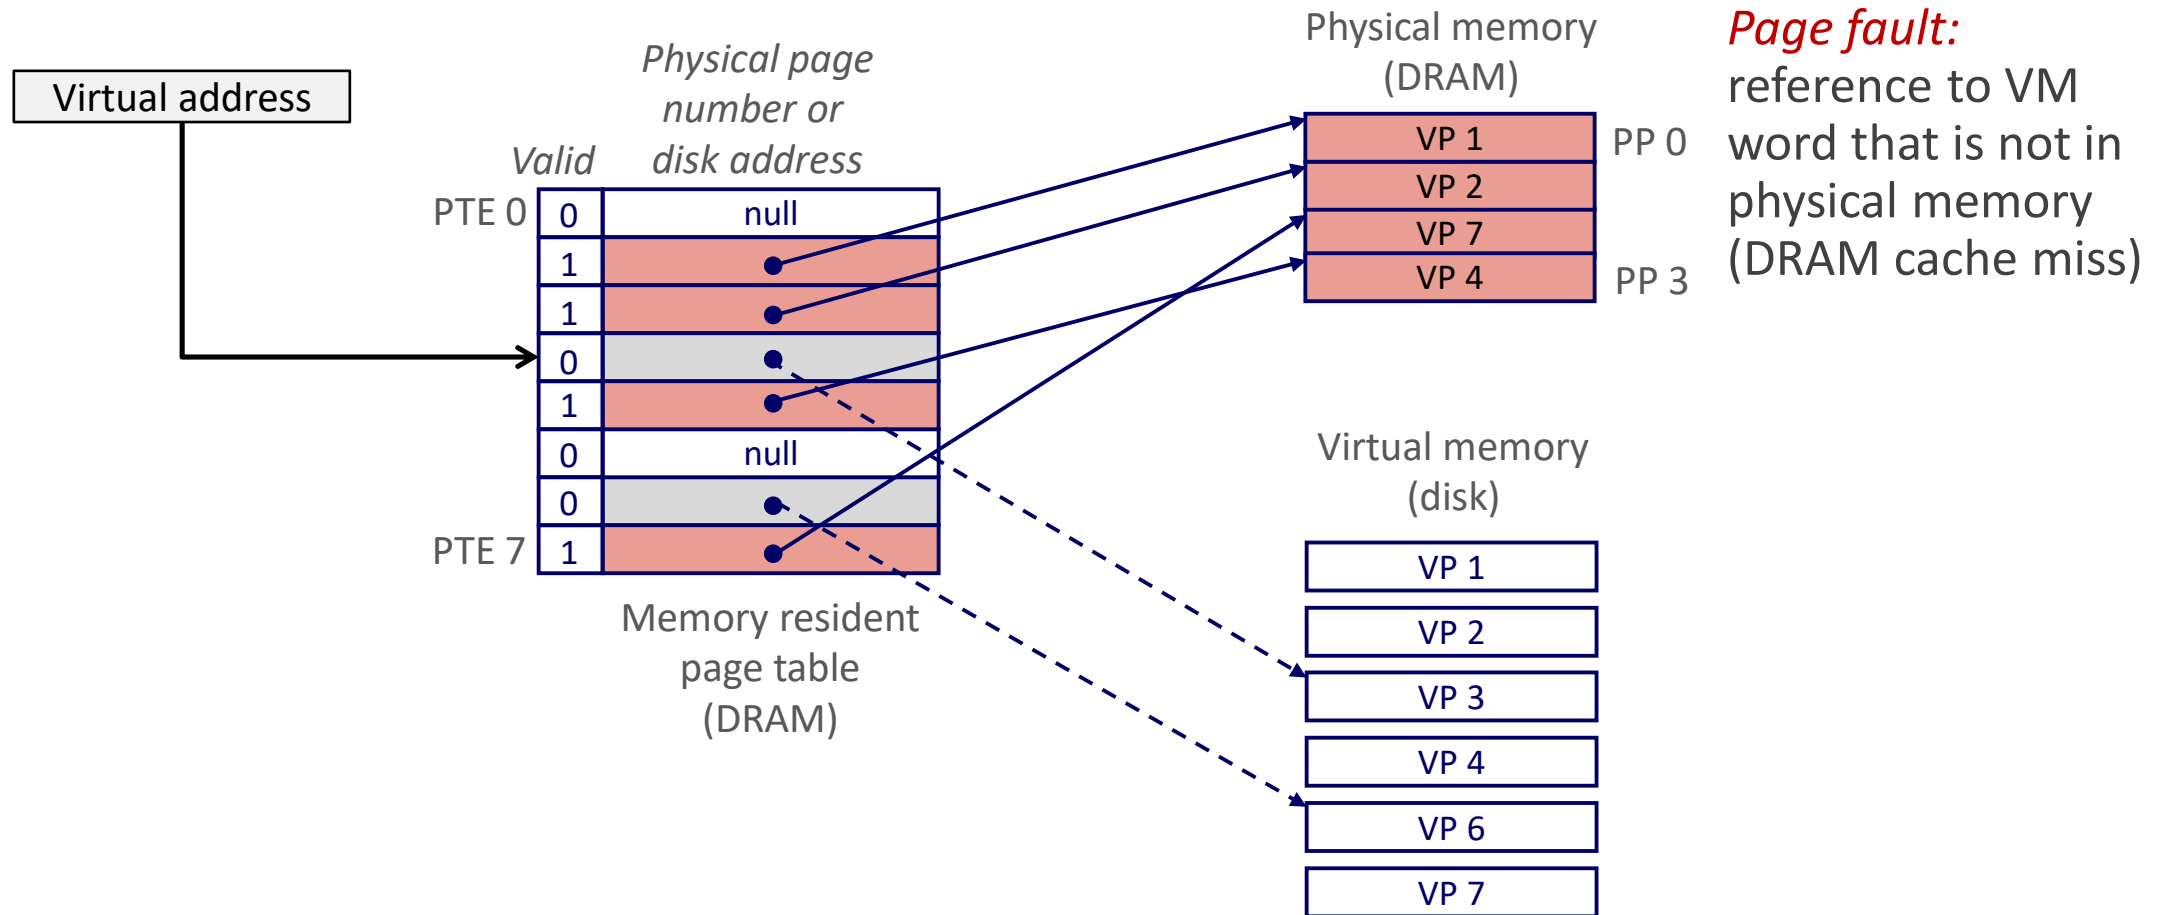 Virtual address
Physical page
number or
disk address
Valid
PTE 0
0
null
1
1
0
1
0
null
0
PTE 7
1
Memory resident
page table
(DRAM)
Physical memory
(DRAM)
VP 1
PP 0
VP 2
VP 7
VP 4
PP 3
Virtual memory
(disk)
VP 1
VP 2
VP 3
VP 4
VP 6
VP 7
Page fault:
reference to VM
word that is not in
physical memory
(DRAM cache miss)